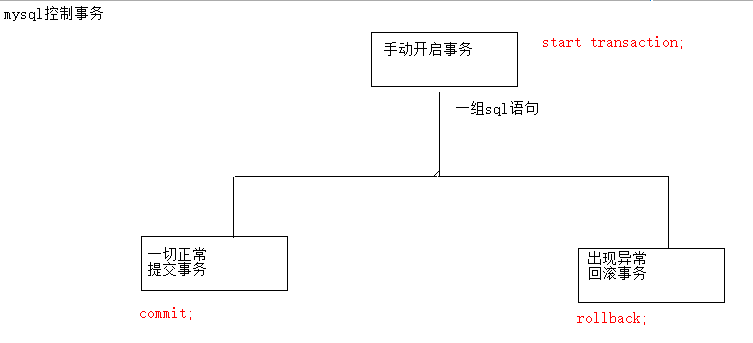 mysql控制事务
手动开启事务
start transaction;
一组sql语句
一切正常
提交事务
commit;
出现异常
回滚事务
rollback;